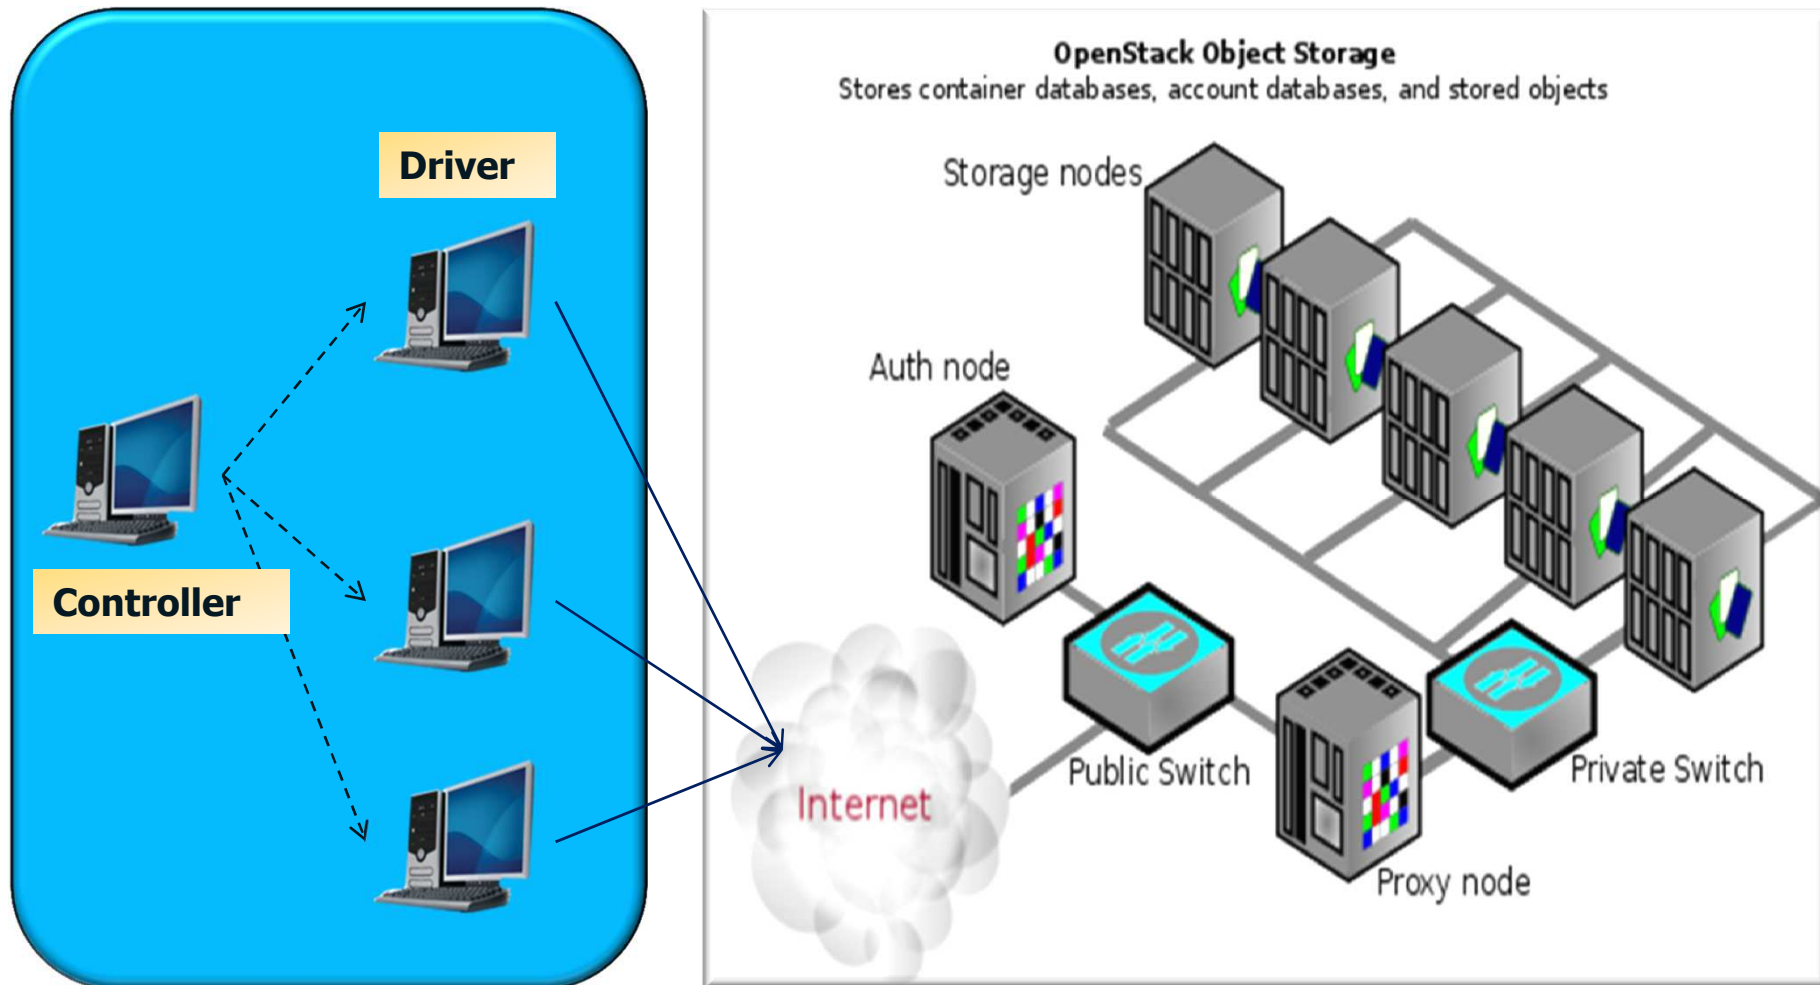 Driver
Controller
OpenStack Object Storage
Stores container databases, account databases, and stored objects
Storage nodes
Auth node
Public Switch
Private Switch
Internet
Proxy node